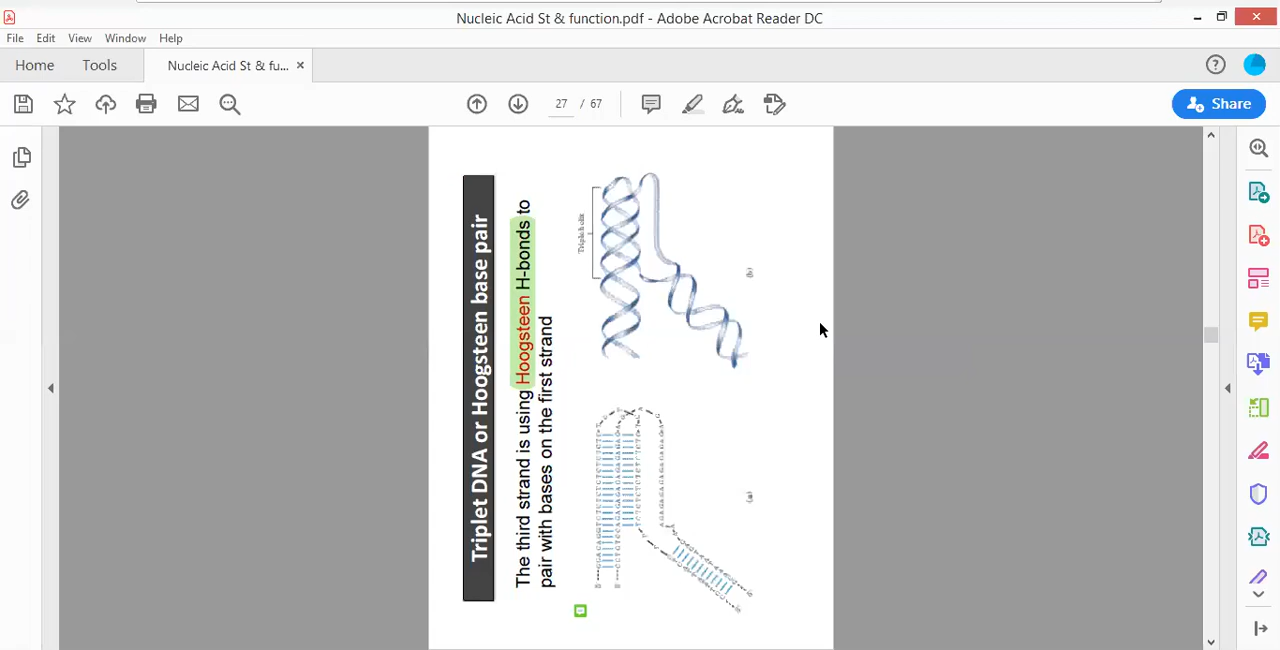 Nucleic Acid St & function.pdf - Adobe Acrobat Reader DC
File Edit View Window Help
Home Tools Nucleic Acid St & fu... ×
27 / 67
Share
Triplet DNA or Hoogsteen base pair
The third strand is using Hoogsteen H-bonds to
pair with bases on the first strand
Triple helix
(a)
(b)